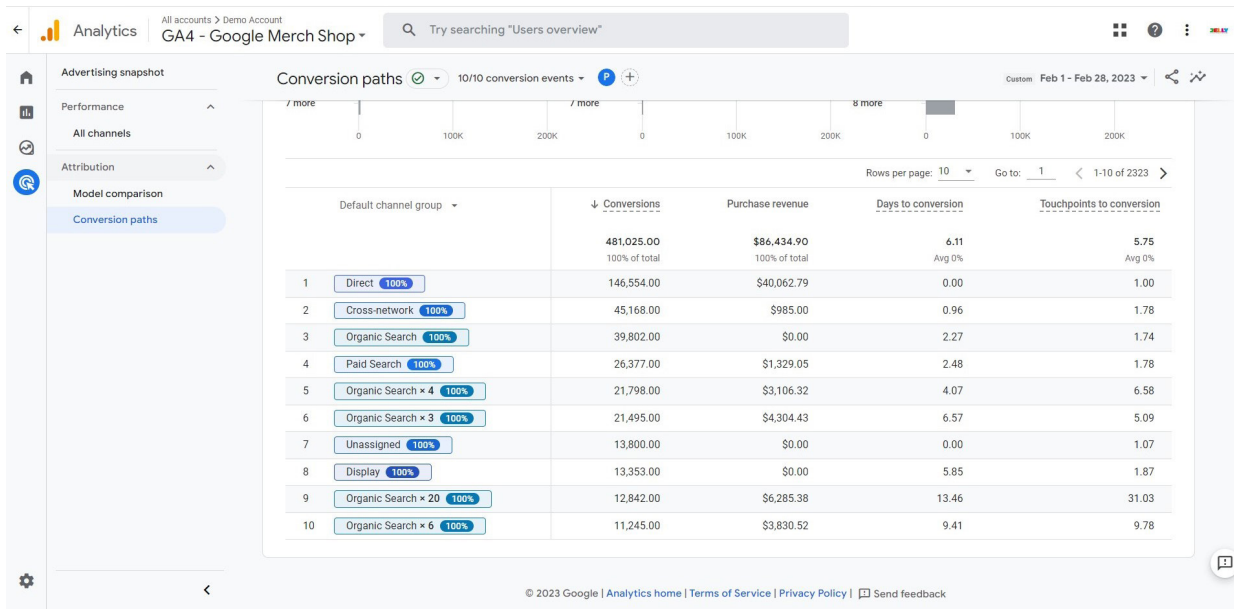 All accounts > Demo Account
Analytics
GA4 - Google Merch Shop
Try searching "Users overview"
Advertising snapshot
Performance
All channels
Attribution
Model comparison
Conversion paths
Conversion paths
10/10 conversion events
P
Custom Feb 1 - Feb 28, 2023
7 more 7 more 8 more
0 100K 200K 0 100K 200K 0 100K 200K
Rows per page: 10 Go to: 1 1-10 of 2323
Default channel group ↓ Conversions Purchase revenue Days to conversion Touchpoints to conversion
481,025.00 $86,434.90 6.11 5.75
100% of total 100% of total Avg 0% Avg 0%
1 Direct 100% 146,554.00 $40,062.79 0.00 1.00
2 Cross-network 100% 45,168.00 $985.00 0.96 1.78
3 Organic Search 100% 39,802.00 $0.00 2.27 1.74
4 Paid Search 100% 26,377.00 $1,329.05 2.48 1.78
5 Organic Search × 4 100% 21,798.00 $3,106.32 4.07 6.58
6 Organic Search × 3 100% 21,495.00 $4,304.43 6.57 5.09
7 Unassigned 100% 13,800.00 $0.00 0.00 1.07
8 Display 100% 13,353.00 $0.00 5.85 1.87
9 Organic Search × 20 100% 12,842.00 $6,285.38 13.46 31.03
10 Organic Search × 6 100% 11,245.00 $3,830.52 9.41 9.78
© 2023 Google | Analytics home | Terms of Service | Privacy Policy | Send feedback